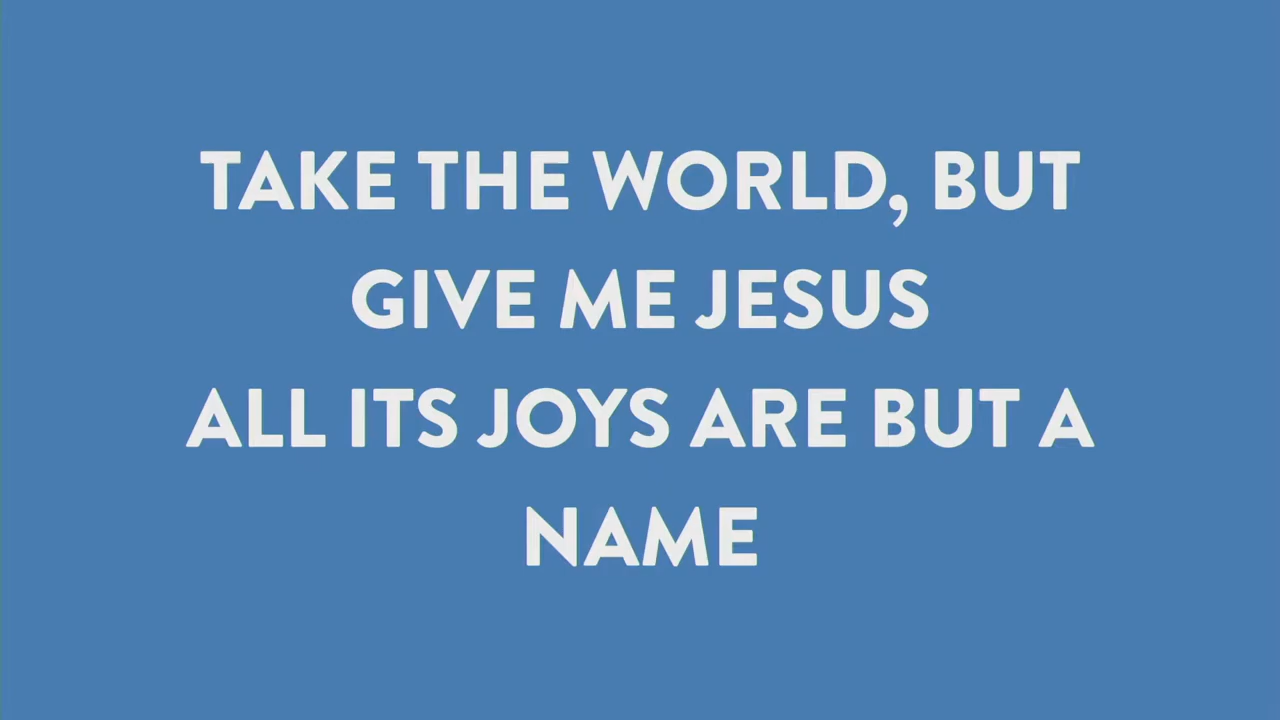 TAKE THE WORLD, BUT
GIVE ME JESUS
ALL ITS JOYS ARE BUT A
NAME